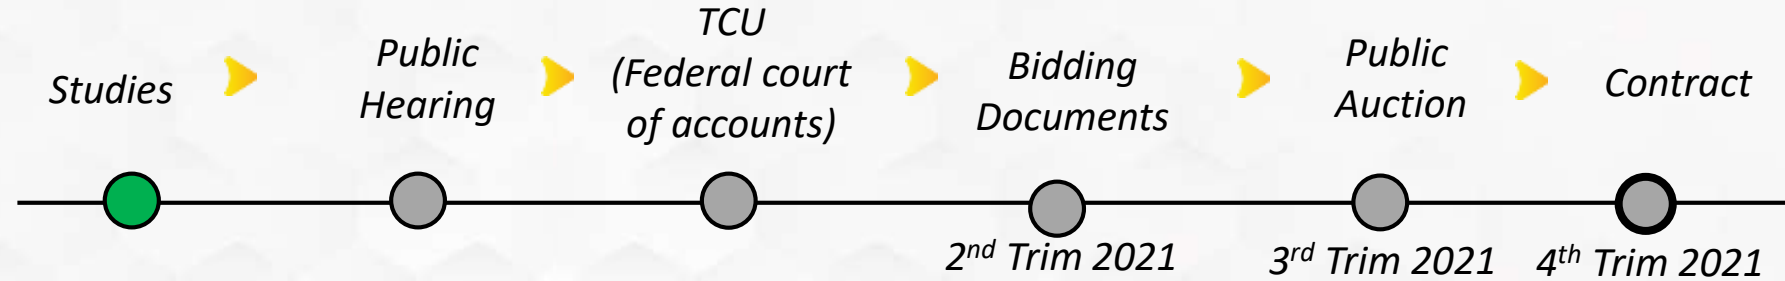 Studies
Public
Hearing
TCU
(Federal court
of accounts)
Bidding
Documents
Public
Auction
Contract
2nd Trim 2021
3rd Trim 2021
4th Trim 2021